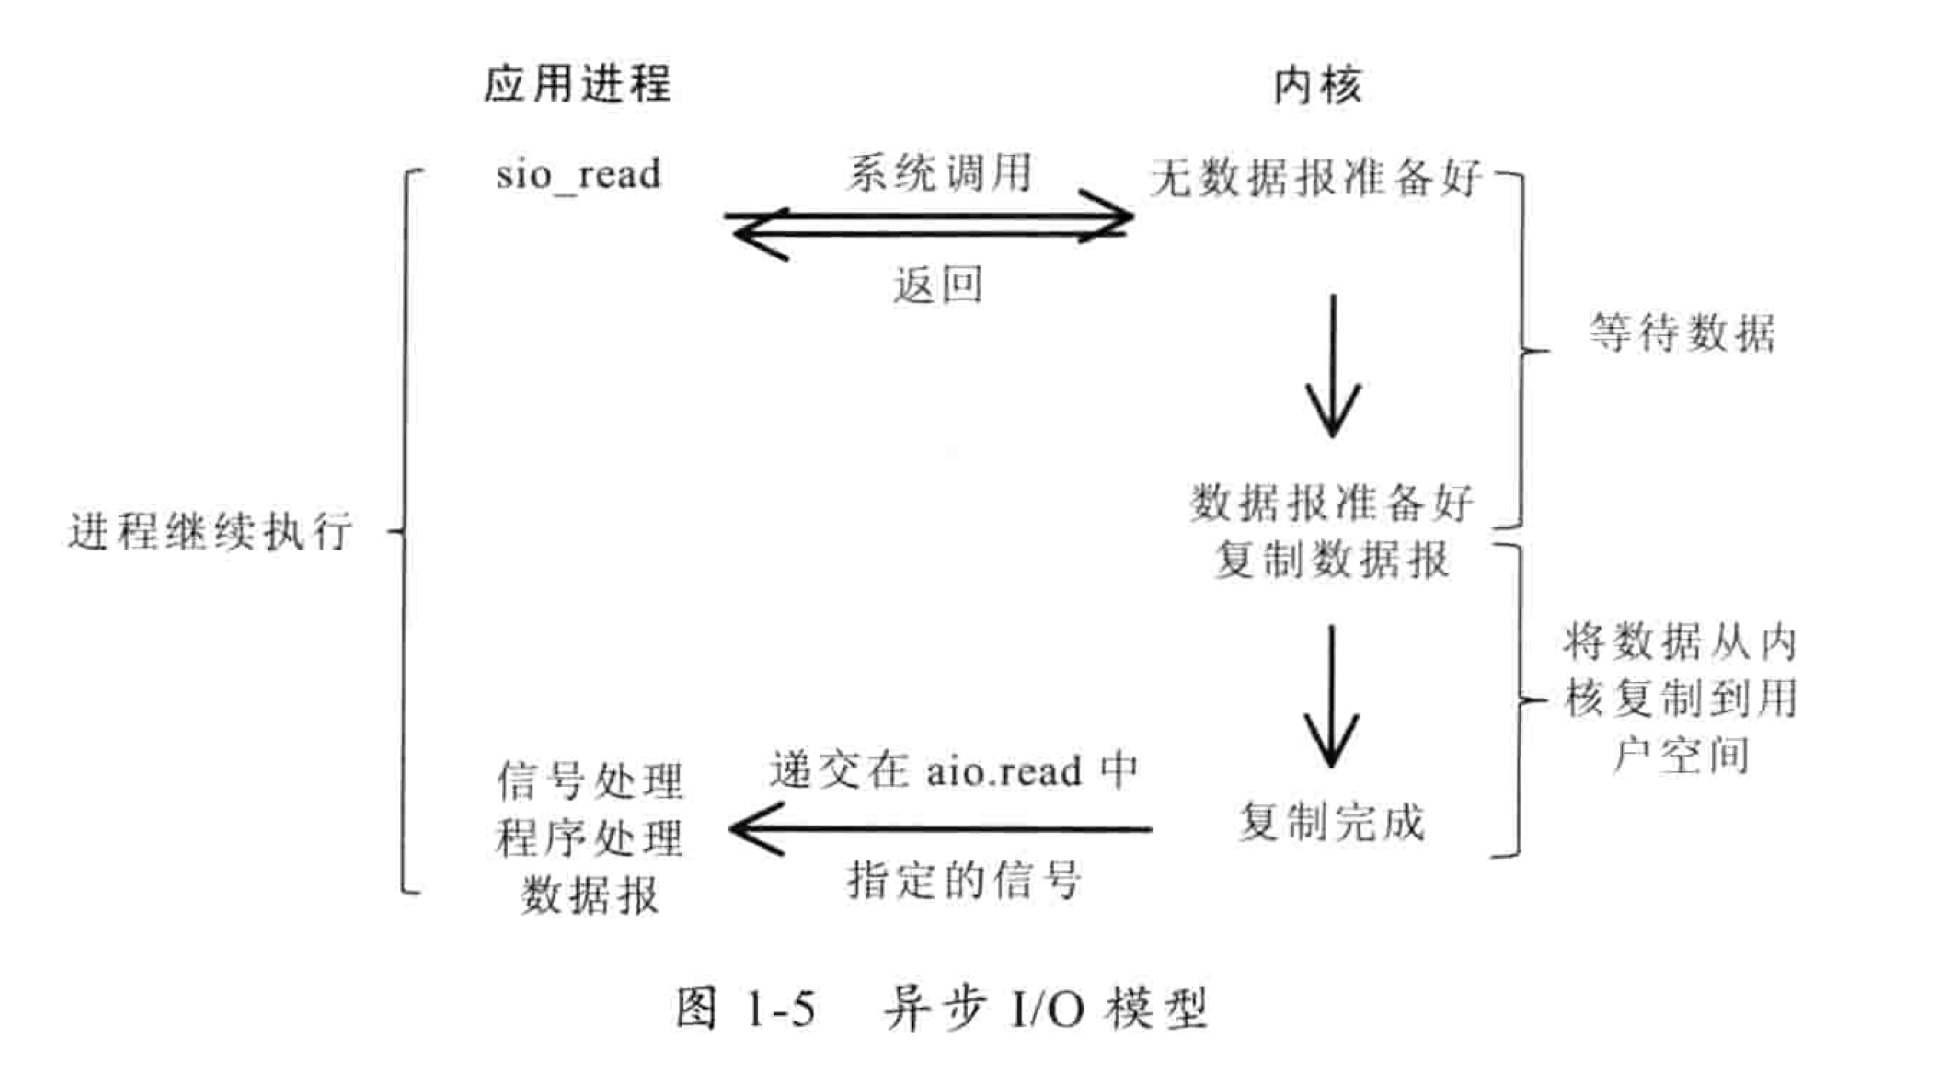 应用进程 内核
sio_read 系统调用 无数据报准备好
返回
等待数据
数据报准备好
进程继续执行
复制数据报
将数据从内
核复制到用
户空间
信号处理 递交在 aio.read 中
程序处理 复制完成
数据报 指定的信号
图 1-5 异步 I/O 模型